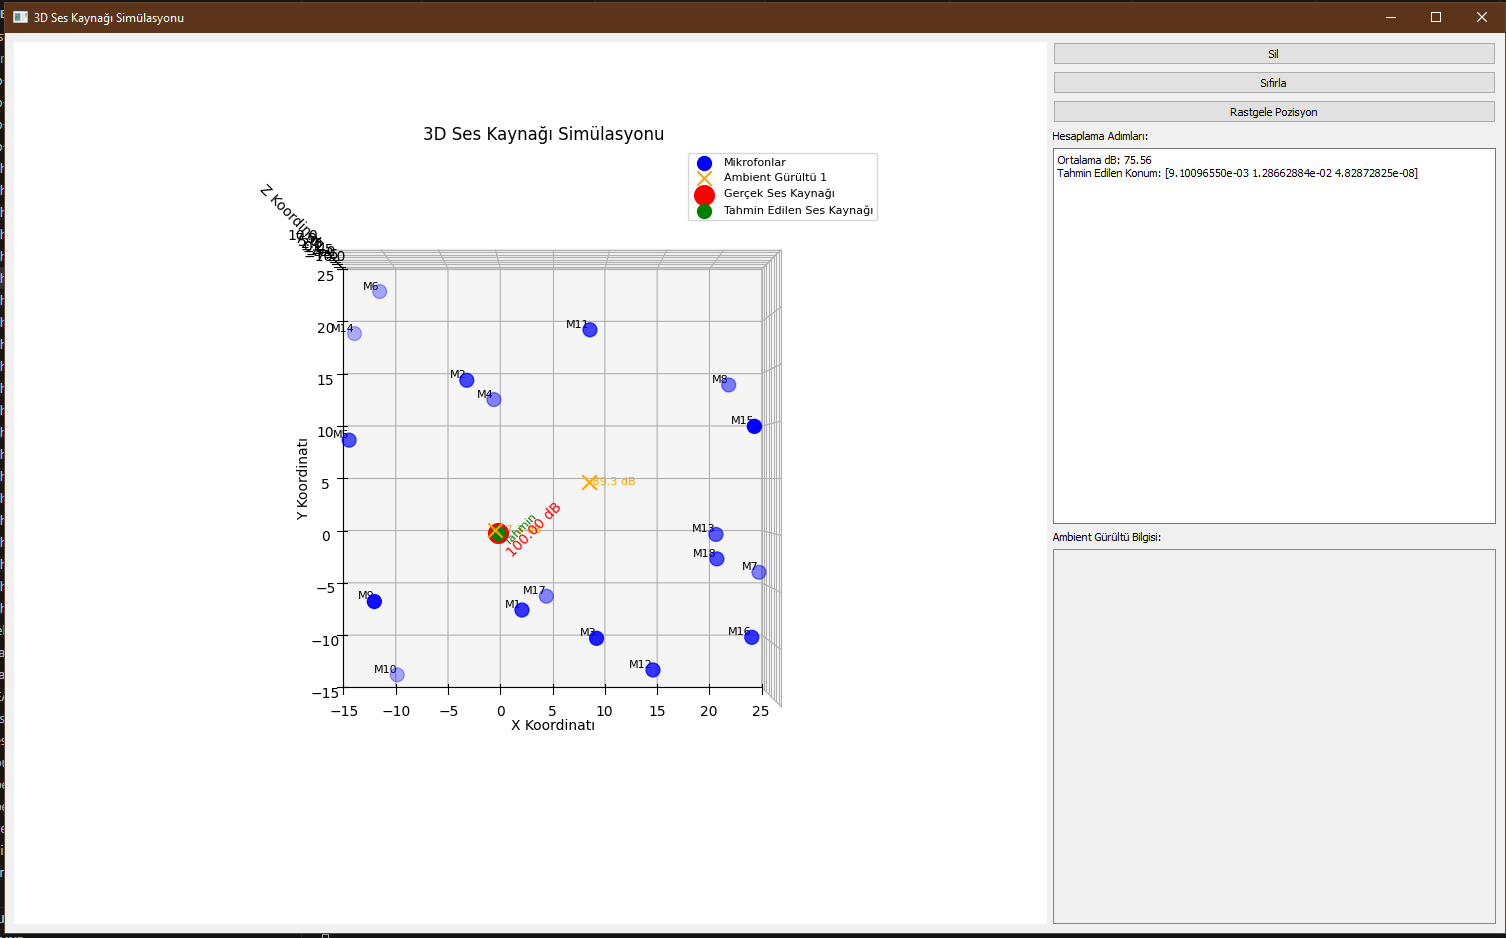 3D Ses Kaynağı Simülasyonu
Sil
Sıfırla
Rastgele Pozisyon
Hesaplama Adımları:
Ortalama dB: 75.56
Tahmin Edilen Konum: [9.10096550e-03 1.28662884e-02 4.82872825e-08]
Ambient Gürültü Bilgisi:
3D Ses Kaynağı Simülasyonu
Mikrofonlar
Ambient Gürültü 1
Gerçek Ses Kaynağı
Tahmin Edilen Ses Kaynağı
Z Koordinatı
25
M6
20
M14
M11
15
M2
M4
M8
10
M5
M15
Y Koordinatı
5
89.3 dB
0
Tahmin
100.00 dB
M13
M18
M7
−5
M9
M17
M1
−10
M3
M16
M12
M10
−15
−15
−10
−5
0
5
10
15
20
25
X Koordinatı